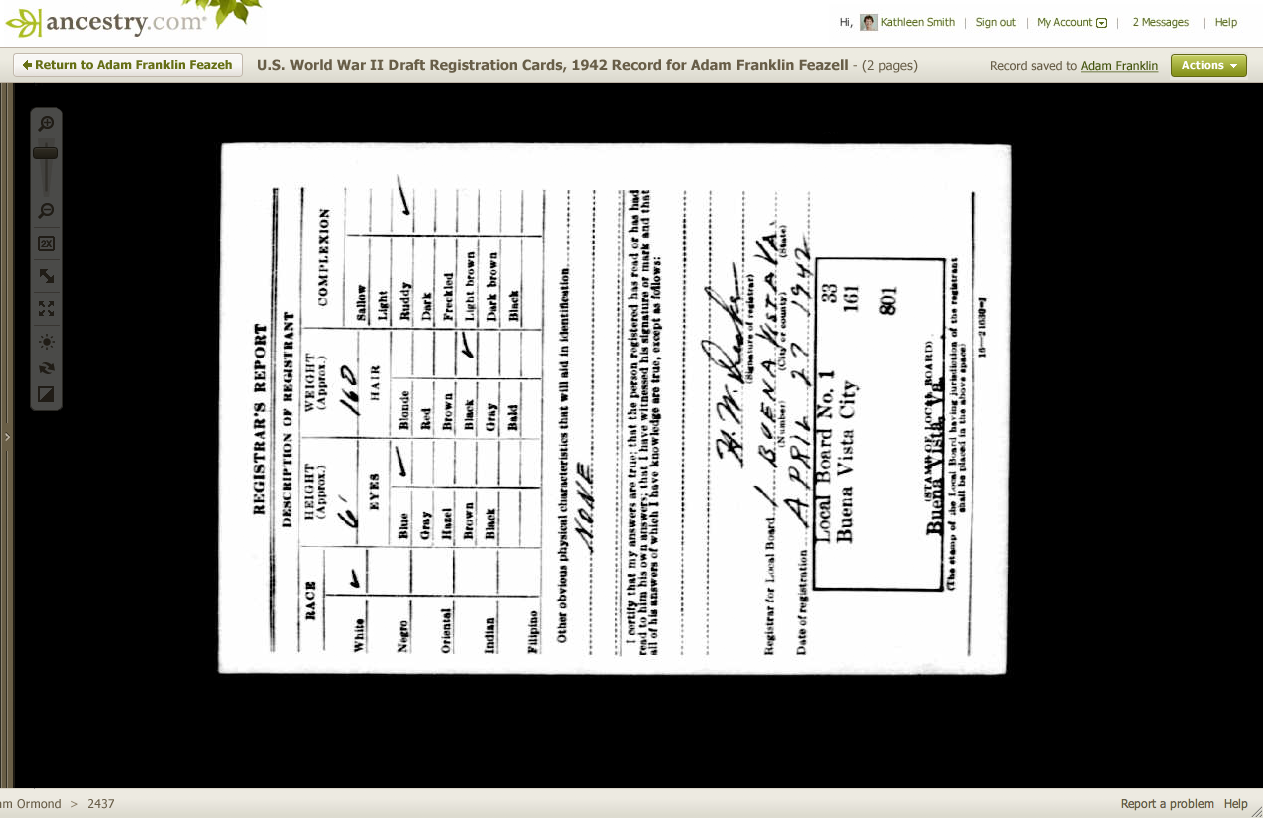 ancestry.com
Hi, Kathleen Smith | Sign out | My Account | 2 Messages | Help
Return to Adam Franklin Feazeh
U.S. World War II Draft Registration Cards, 1942 Record for Adam Franklin Feazell - (2 pages)
Record saved to Adam Franklin
Actions
2X
REGISTRAR'S REPORT
DESCRIPTION OF REGISTRANT
RACE HEIGHT (Approx.) WEIGHT (Approx.) COMPLEXION
White ✓ 6' 160 Sallow
EYES HAIR Light
Negro Blue ✓ Blonde Ruddy ✓
Gray Red Dark
Oriental Hazel Brown Freckled
Brown Black ✓ Light brown
Indian Black Gray Dark brown
Bald Black
Filipino
Other obvious physical characteristics that will aid in identification
NONE
I certify that my answers are true; that the person registered has read or has had
read to him his own answers; that I have witnessed his signature or mark and that
all of his answers of which I have knowledge are true, except as follows:
H. W.
(Signature of registrar)
Registrar for Local Board 1 BUENA VISTA VA.
(Number) (City or county) (State)
Date of registration APRIL 27 1942
Local Board No. 1 33
Buena Vista City 161
801
(STAMP OF LOCAL BOARD)
Buena Vista, Va.
(The stamp of the Local Board having jurisdiction of the registrant
shall be placed in the above space)
16—21630-1
am Ormond > 2437
Report a problem Help